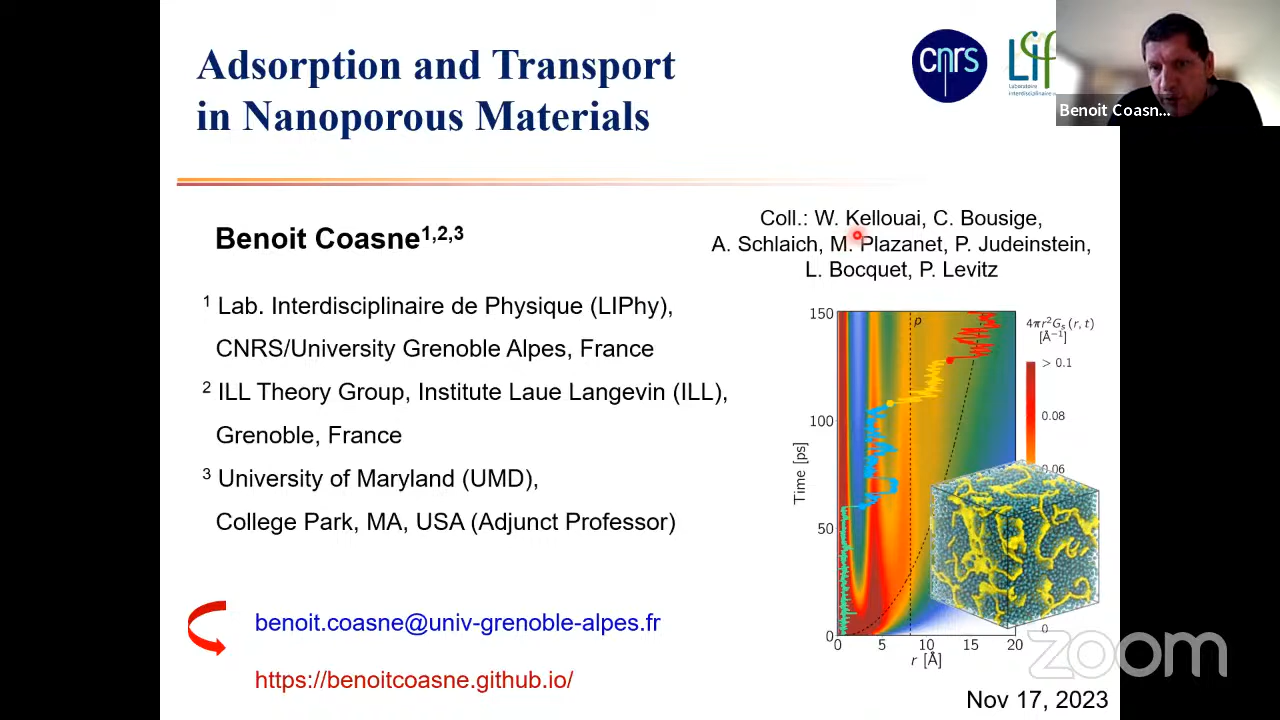 Adsorption and Transport
in Nanoporous Materials
cnrs
LIF
Laboratoire
Benoit Coasn...
Benoit Coasne1,2,3
Coll.: W. Kellouai, C. Bousige,
A. Schlaich, M. Plazanet, P. Judeinstein,
L. Bocquet, P. Levitz
1 Lab. Interdisciplinaire de Physique (LIPhy),
CNRS/University Grenoble Alpes, France
2 ILL Theory Group, Institute Laue Langevin (ILL),
Grenoble, France
3 University of Maryland (UMD),
College Park, MA, USA (Adjunct Professor)
benoit.coasne@univ-grenoble-alpes.fr
https://benoitcoasne.github.io/
150
100
50
0
Time [ps]
p
0 5 10 15 20
r [Å]
4πr²Gs(r, t)
[Å⁻¹]
> 0.1
0.08
0.06
0
zoom
Nov 17, 2023